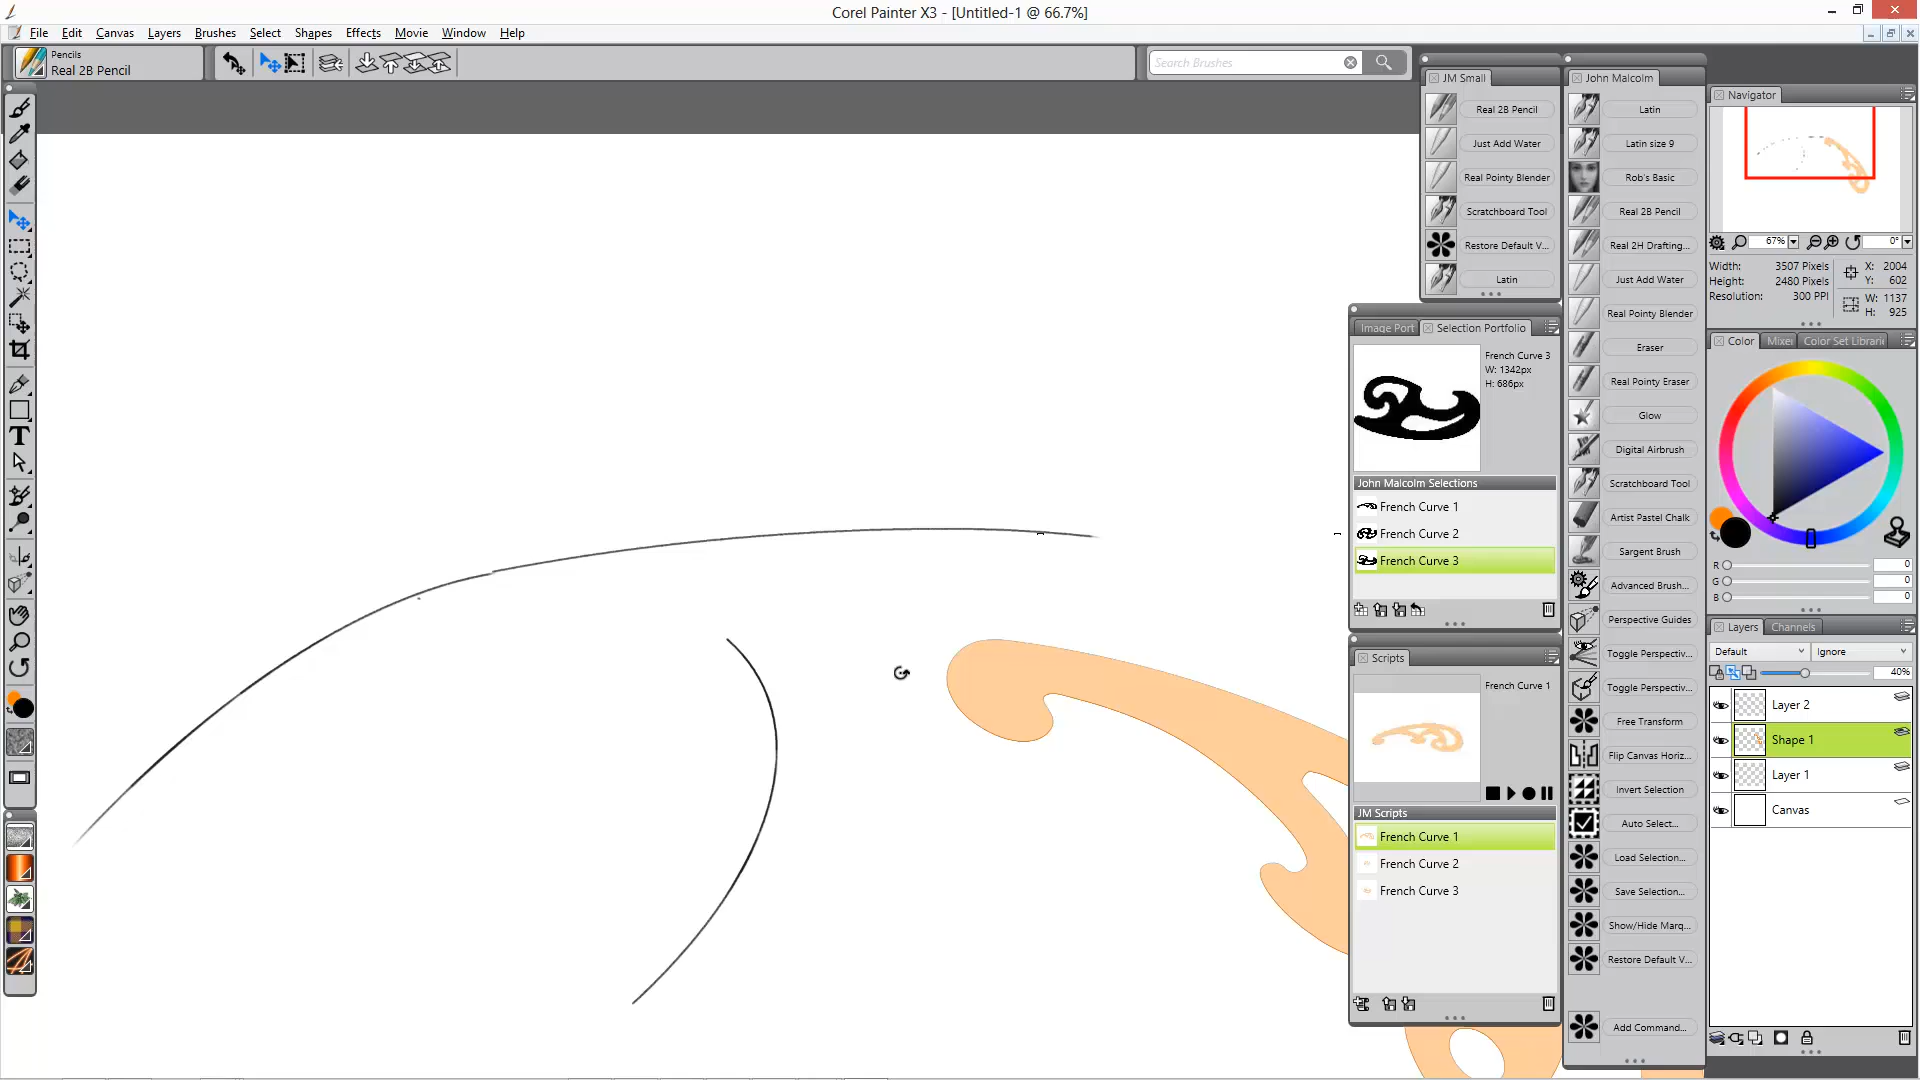 Corel Painter X3 - [Untitled-1 @ 66.7%]
File Edit Canvas Layers Brushes Select Shapes Effects Movie Window Help
Pencils
Real 2B Pencil
Search Brushes
JM Small
Real 2B Pencil
Just Add Water
Real Pointy Blender
Scratchboard Tool
Restore Default V...
Latin
John Malcolm
Latin
Latin size 9
Rob's Basic
Real 2B Pencil
Real 2H Drafting...
Just Add Water
Real Pointy Blender
Eraser
Real Pointy Eraser
Glow
Digital Airbrush
Scratchboard Tool
Artist Pastel Chalk
Sargent Brush
Advanced Brush...
Perspective Guides
Toggle Perspectiv...
Toggle Perspectiv...
Free Transform
Flip Canvas Horiz...
Invert Selection
Auto Select...
Load Selection...
Save Selection...
Show/Hide Marq...
Restore Default V...
Add Command...
Image Port
Selection Portfolio
French Curve 3
W: 1342px
H: 686px
John Malcolm Selections
French Curve 1
French Curve 2
French Curve 3
Scripts
French Curve 1
JM Scripts
French Curve 1
French Curve 2
French Curve 3
Navigator
67% 0°
Width: 3507 Pixels
Height: 2480 Pixels
Resolution: 300 PPI
X: 2004
Y: 602
W: 1137
H: 925
Color Mixer Color Set Librari
R 0
G 0
B 0
Layers Channels
Default Ignore
40%
Layer 2
Shape 1
Layer 1
Canvas
T